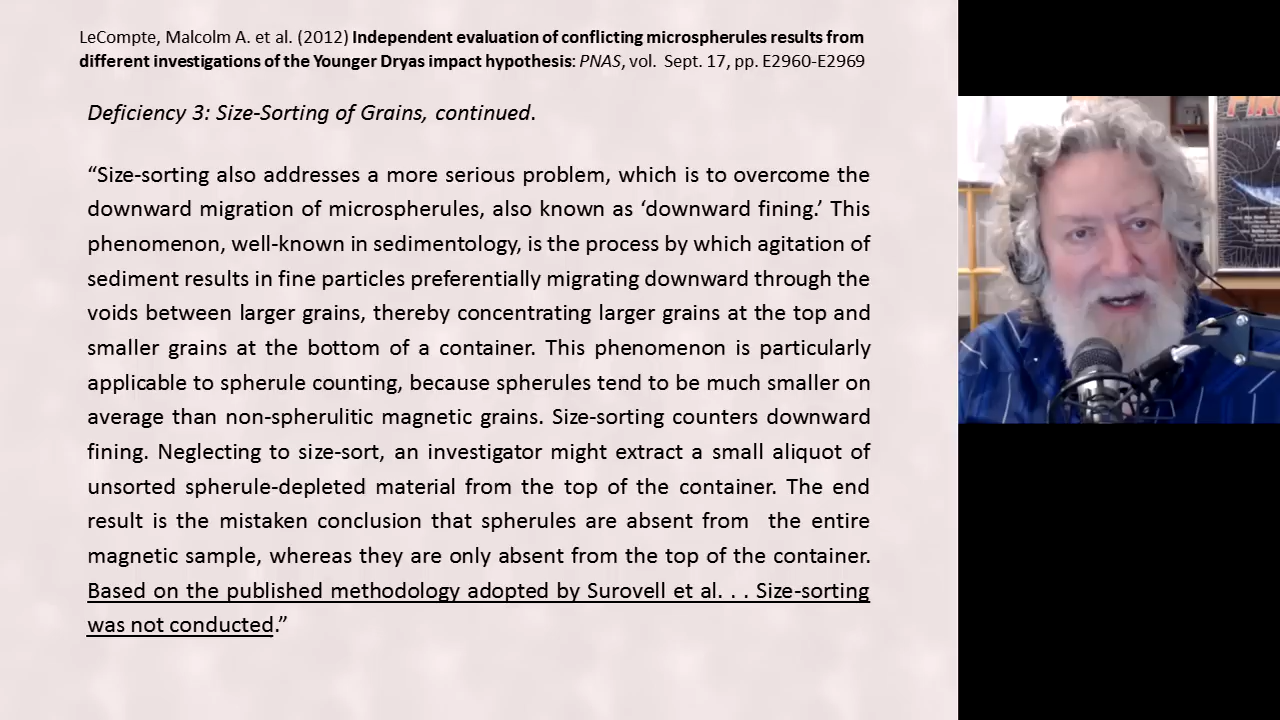 LeCompte, Malcolm A. et al. (2012) Independent evaluation of conflicting microspherules results from
different investigations of the Younger Dryas impact hypothesis: PNAS, vol.  Sept. 17, pp. E2960-E2969
Deficiency 3: Size-Sorting of Grains, continued.
“Size-sorting also addresses a more serious problem, which is to overcome the
downward migration of microspherules, also known as ‘downward fining.’ This
phenomenon, well-known in sedimentology, is the process by which agitation of
sediment results in fine particles preferentially migrating downward through the
voids between larger grains, thereby concentrating larger grains at the top and
smaller grains at the bottom of a container. This phenomenon is particularly
applicable to spherule counting, because spherules tend to be much smaller on
average than non-spherulitic magnetic grains. Size-sorting counters downward
fining. Neglecting to size-sort, an investigator might extract a small aliquot of
unsorted spherule-depleted material from the top of the container. The end
result is the mistaken conclusion that spherules are absent from  the entire
magnetic sample, whereas they are only absent from the top of the container.
Based on the published methodology adopted by Surovell et al. . . Size-sorting
was not conducted.”